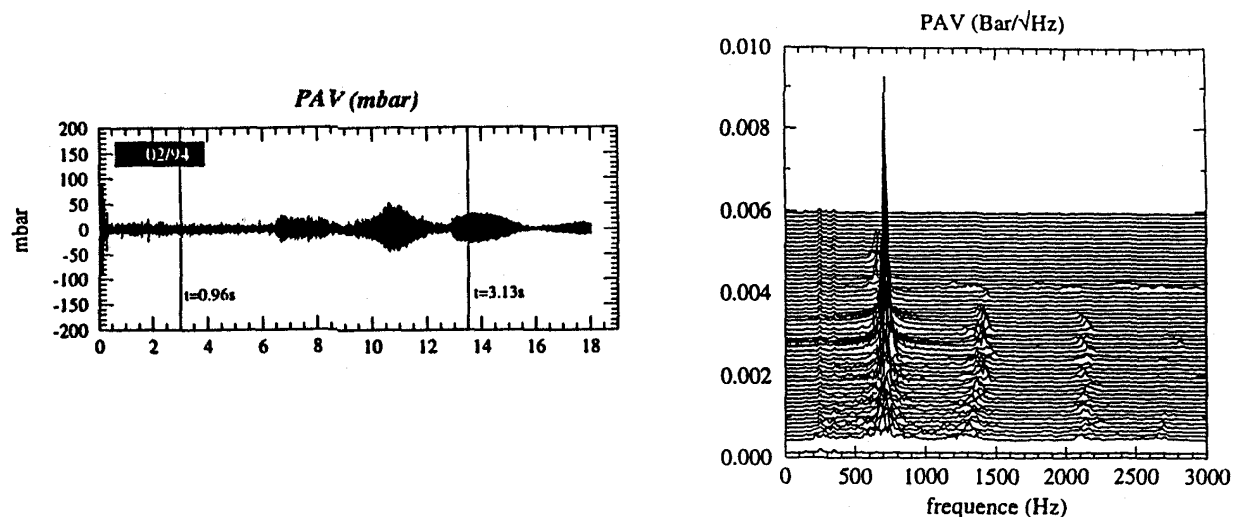 PAV (mbar)
mbar
200
150
100
50
0
-50
-100
-150
-200
02/94
t=0.96s
t=3.13s
0 2 4 6 8 10 12 14 16 18
PAV (Bar/√Hz)
0.010
0.008
0.006
0.004
0.002
0.000
0 500 1000 1500 2000 2500 3000
frequence (Hz)